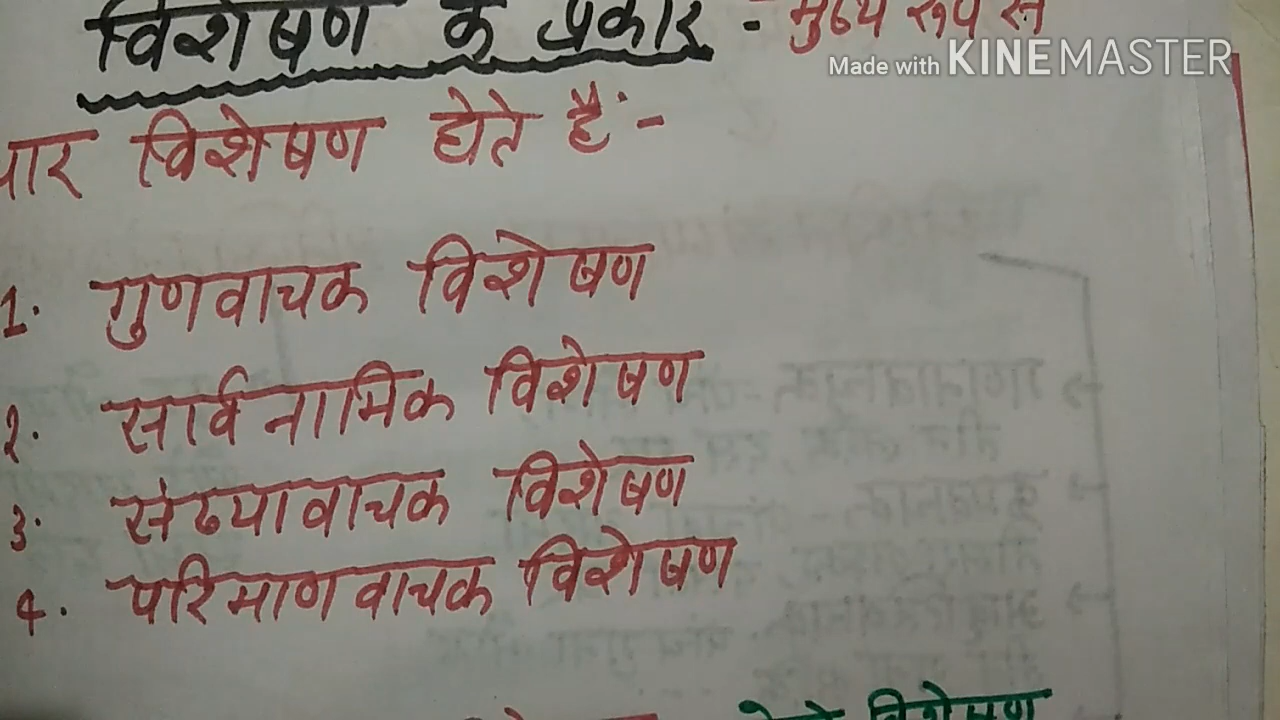 विशेषण के प्रकार - मुख्य रूप से
Made with KINEMASTER
चार विशेषण होते हैं -
1. गुणवाचक विशेषण
2. सार्वनामिक विशेषण
3. संख्यावाचक विशेषण
4. परिमाणवाचक विशेषण
विशेषण